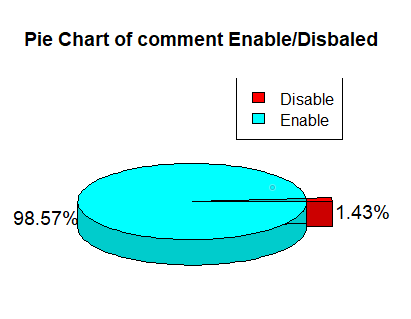 Pie Chart of comment Enable/Disbaled
Disable
Enable
98.57%
1.43%